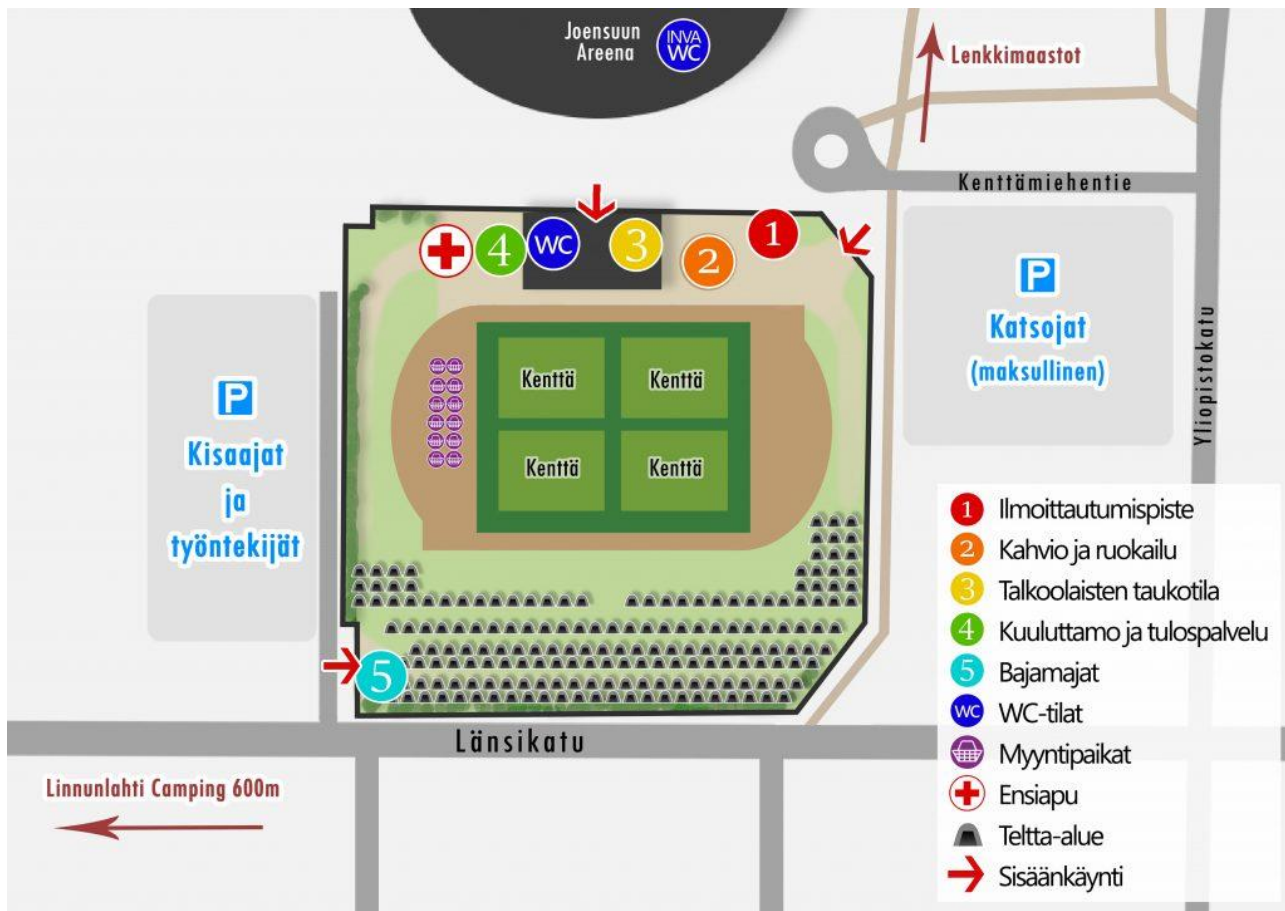 Joensuun
Areena
INVA
WC
Lenkkimaastot
Kenttämiehentie
4
WC
3
2
1
P
Katsojat
(maksullinen)
Yliopistokatu
Kenttä
Kenttä
Kenttä
Kenttä
P
Kisaajat
ja
työntekijät
5
Länsikatu
Linnunlahti Camping 600m
1 Ilmoittautumispiste
2 Kahvio ja ruokailu
3 Talkoolaisten taukotila
4 Kuuluttamo ja tulospalvelu
5 Bajamajat
WC WC-tilat
Myyntipaikat
Ensiapu
Teltta-alue
Sisäänkäynti